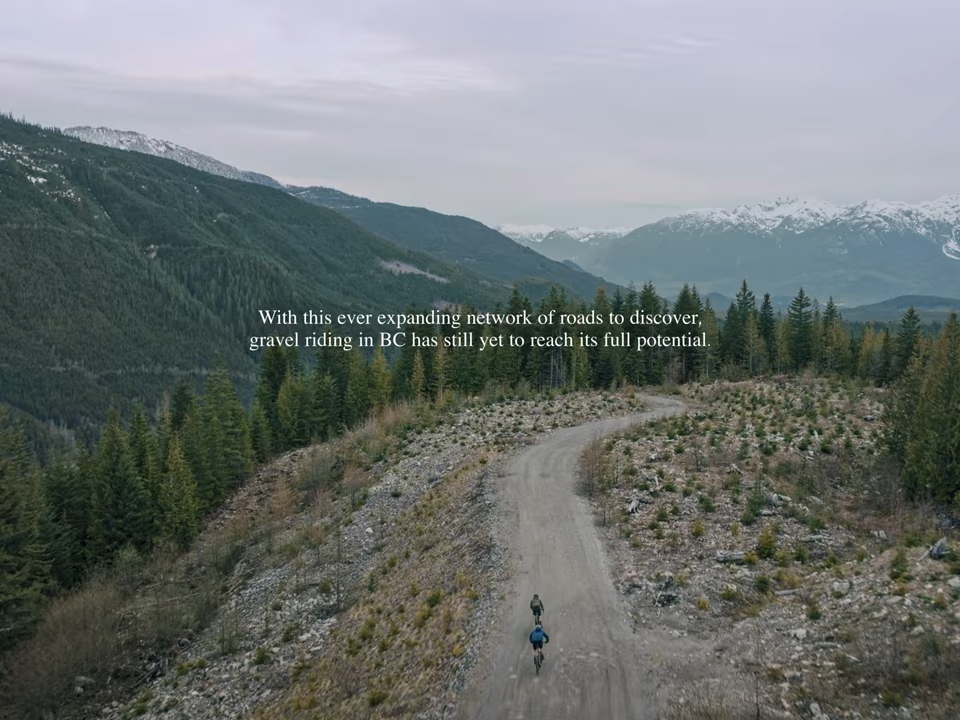 With this ever expanding network of roads to discover,
gravel riding in BC has still yet to reach its full potential.